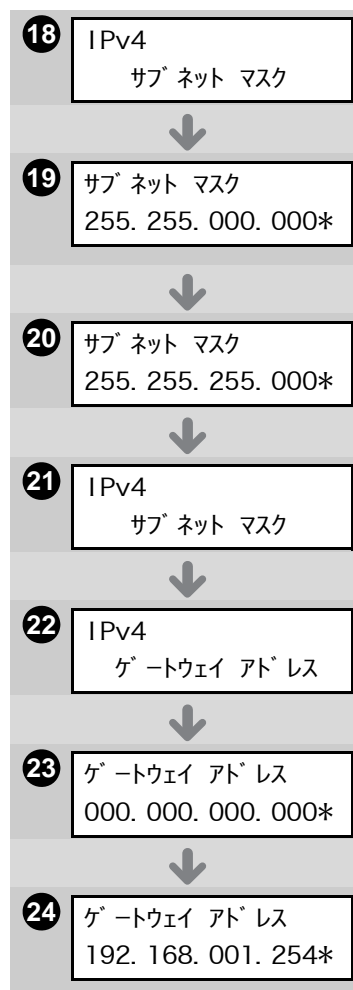 18
IPv4
サブネット マスク
19
サブネット マスク
255. 255. 000. 000*
20
サブネット マスク
255. 255. 255. 000*
21
IPv4
サブネット マスク
22
IPv4
ゲートウェイ アドレス
23
ゲートウェイ アドレス
000. 000. 000. 000*
24
ゲートウェイ アドレス
192. 168. 001. 254*